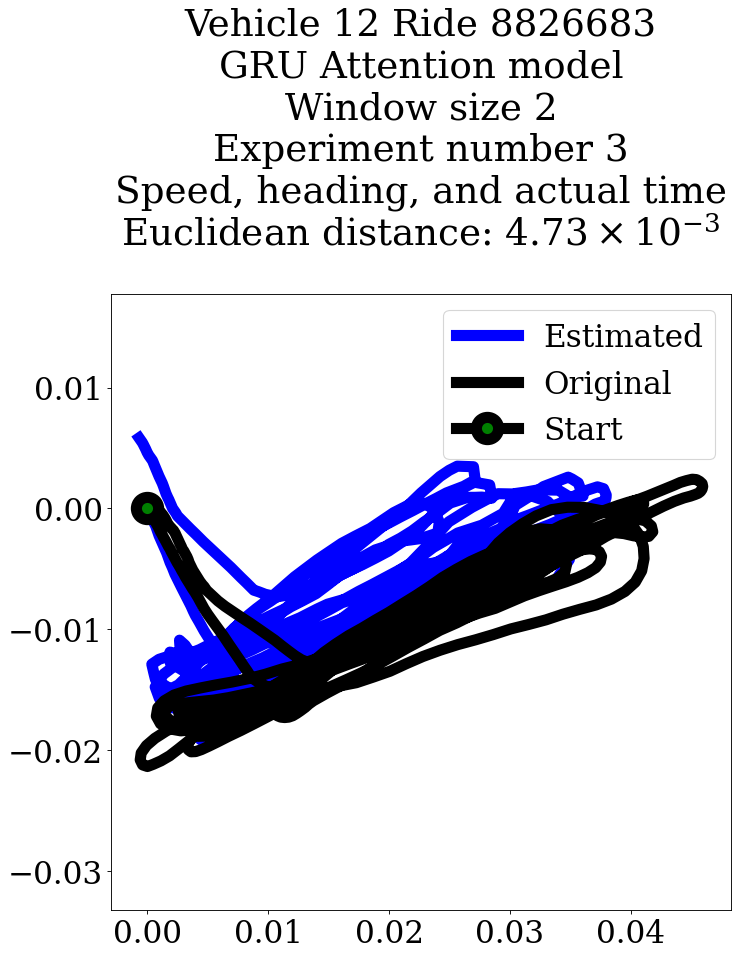 Vehicle 12 Ride 8826683
GRU Attention model
Window size 2
Experiment number 3
Speed, heading, and actual time
Euclidean distance: 4.73 × 10⁻³
Estimated
Original
Start
0.01
0.00
−0.01
−0.02
−0.03
0.00 0.01 0.02 0.03 0.04